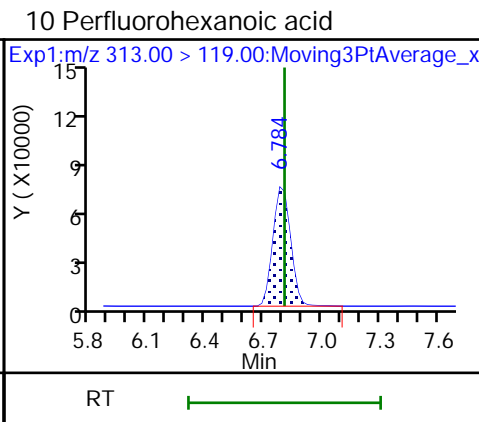 10 Perfluorohexanoic acid
Exp1:m/z 313.00 > 119.00:Moving3PtAverage_x
Y ( X10000)
15
12
9
6
3
0
6.784
5.8 6.1 6.4 6.7 7.0 7.3 7.6
Min
RT